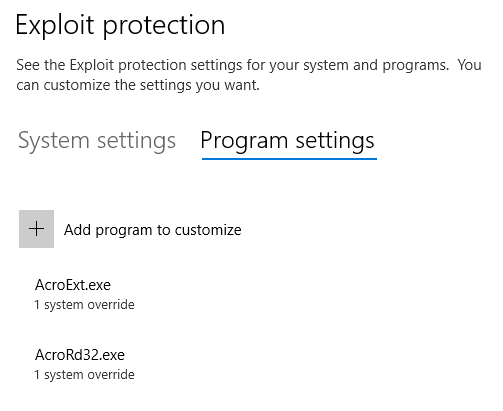 Exploit protection
See the Exploit protection settings for your system and programs.  You
can customize the settings you want.
System settings
Program settings
Add program to customize
AcroExt.exe
1 system override
AcroRd32.exe
1 system override